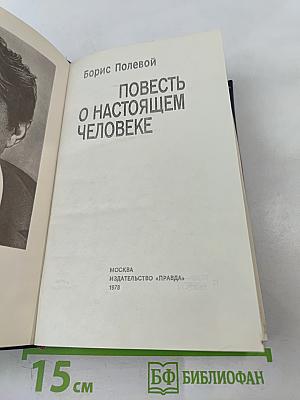 Борис Полевой
ПОВЕСТЬ
О НАСТОЯЩЕМ
ЧЕЛОВЕКЕ
МОСКВА
ИЗДАТЕЛЬСТВО «ПРАВДА»
1978
15 см
БФ БИБЛИОФАН